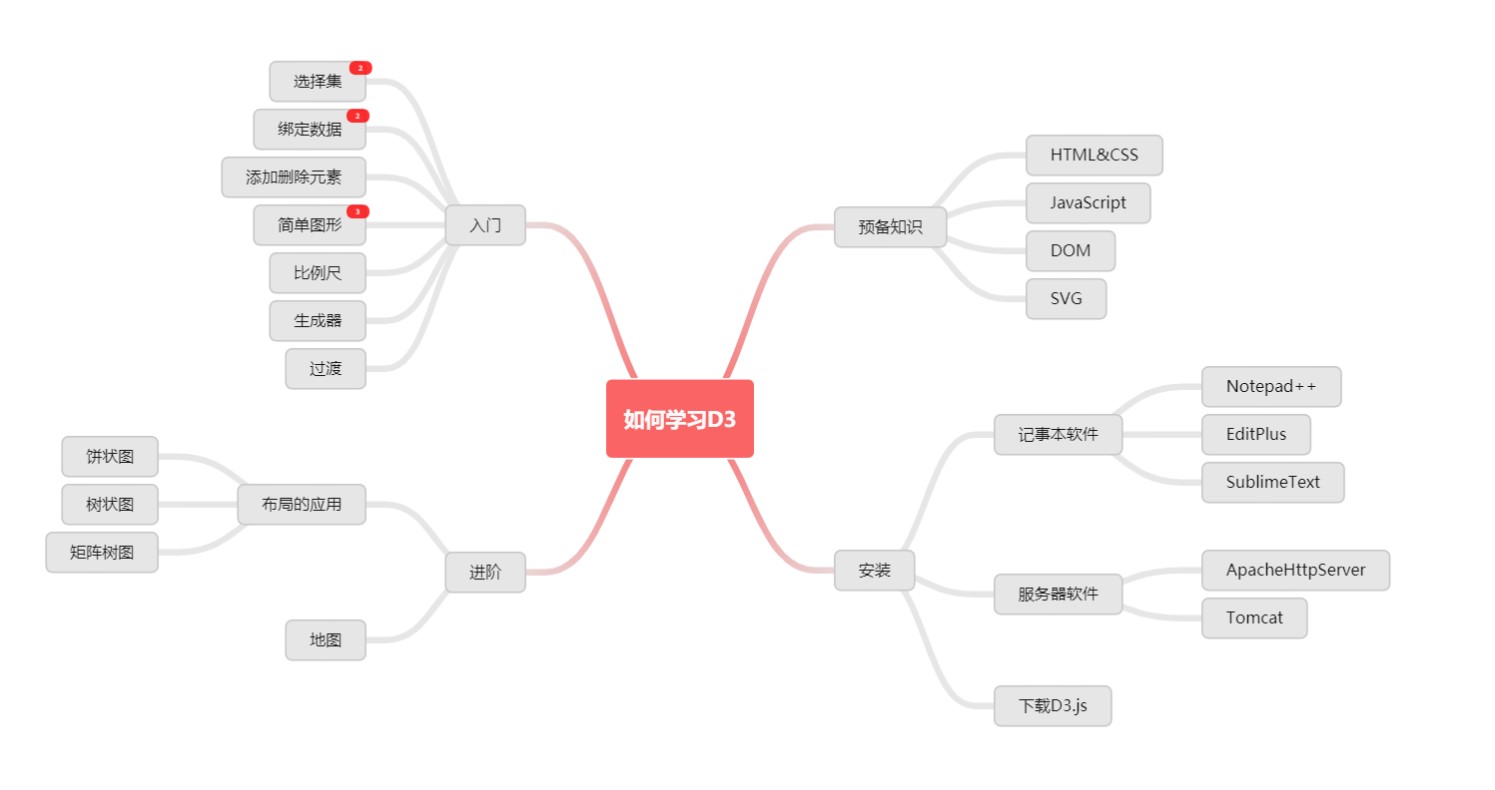 如何学习D3
预备知识
HTML&CSS
JavaScript
DOM
SVG
安装
记事本软件
Notepad++
EditPlus
SublimeText
服务器软件
ApacheHttpServer
Tomcat
下载D3.js
入门
选择集
2
绑定数据
2
添加删除元素
简单图形
3
比例尺
生成器
过渡
进阶
布局的应用
饼状图
树状图
矩阵树图
地图